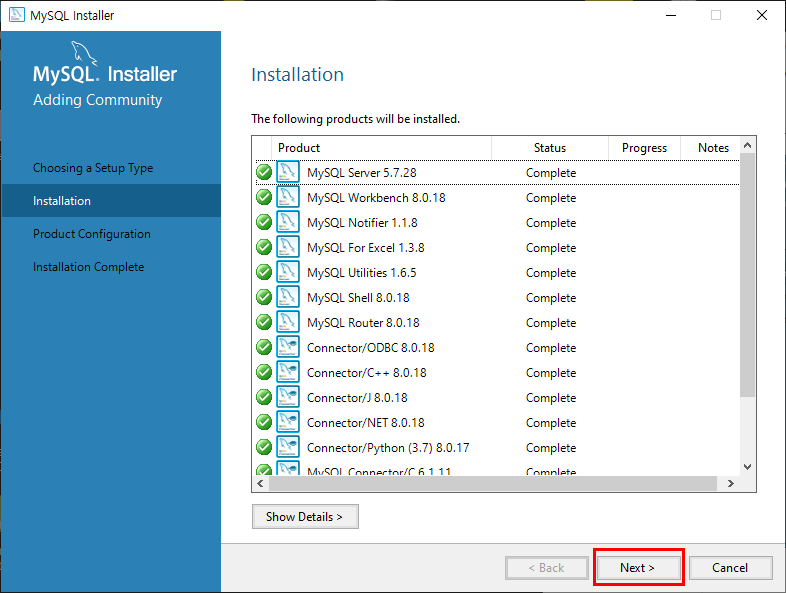 MySQL Installer
MySQL. Installer
Adding Community
Choosing a Setup Type
Installation
Product Configuration
Installation Complete
Installation
The following products will be installed.
Product Status Progress Notes
MySQL Server 5.7.28 Complete
MySQL Workbench 8.0.18 Complete
MySQL Notifier 1.1.8 Complete
MySQL For Excel 1.3.8 Complete
MySQL Utilities 1.6.5 Complete
MySQL Shell 8.0.18 Complete
MySQL Router 8.0.18 Complete
Connector/ODBC 8.0.18 Complete
Connector/C++ 8.0.18 Complete
Connector/J 8.0.18 Complete
Connector/NET 8.0.18 Complete
Connector/Python (3.7) 8.0.17 Complete
MySQL Connector/C 6.1.11 Complete
Show Details >
< Back Next > Cancel